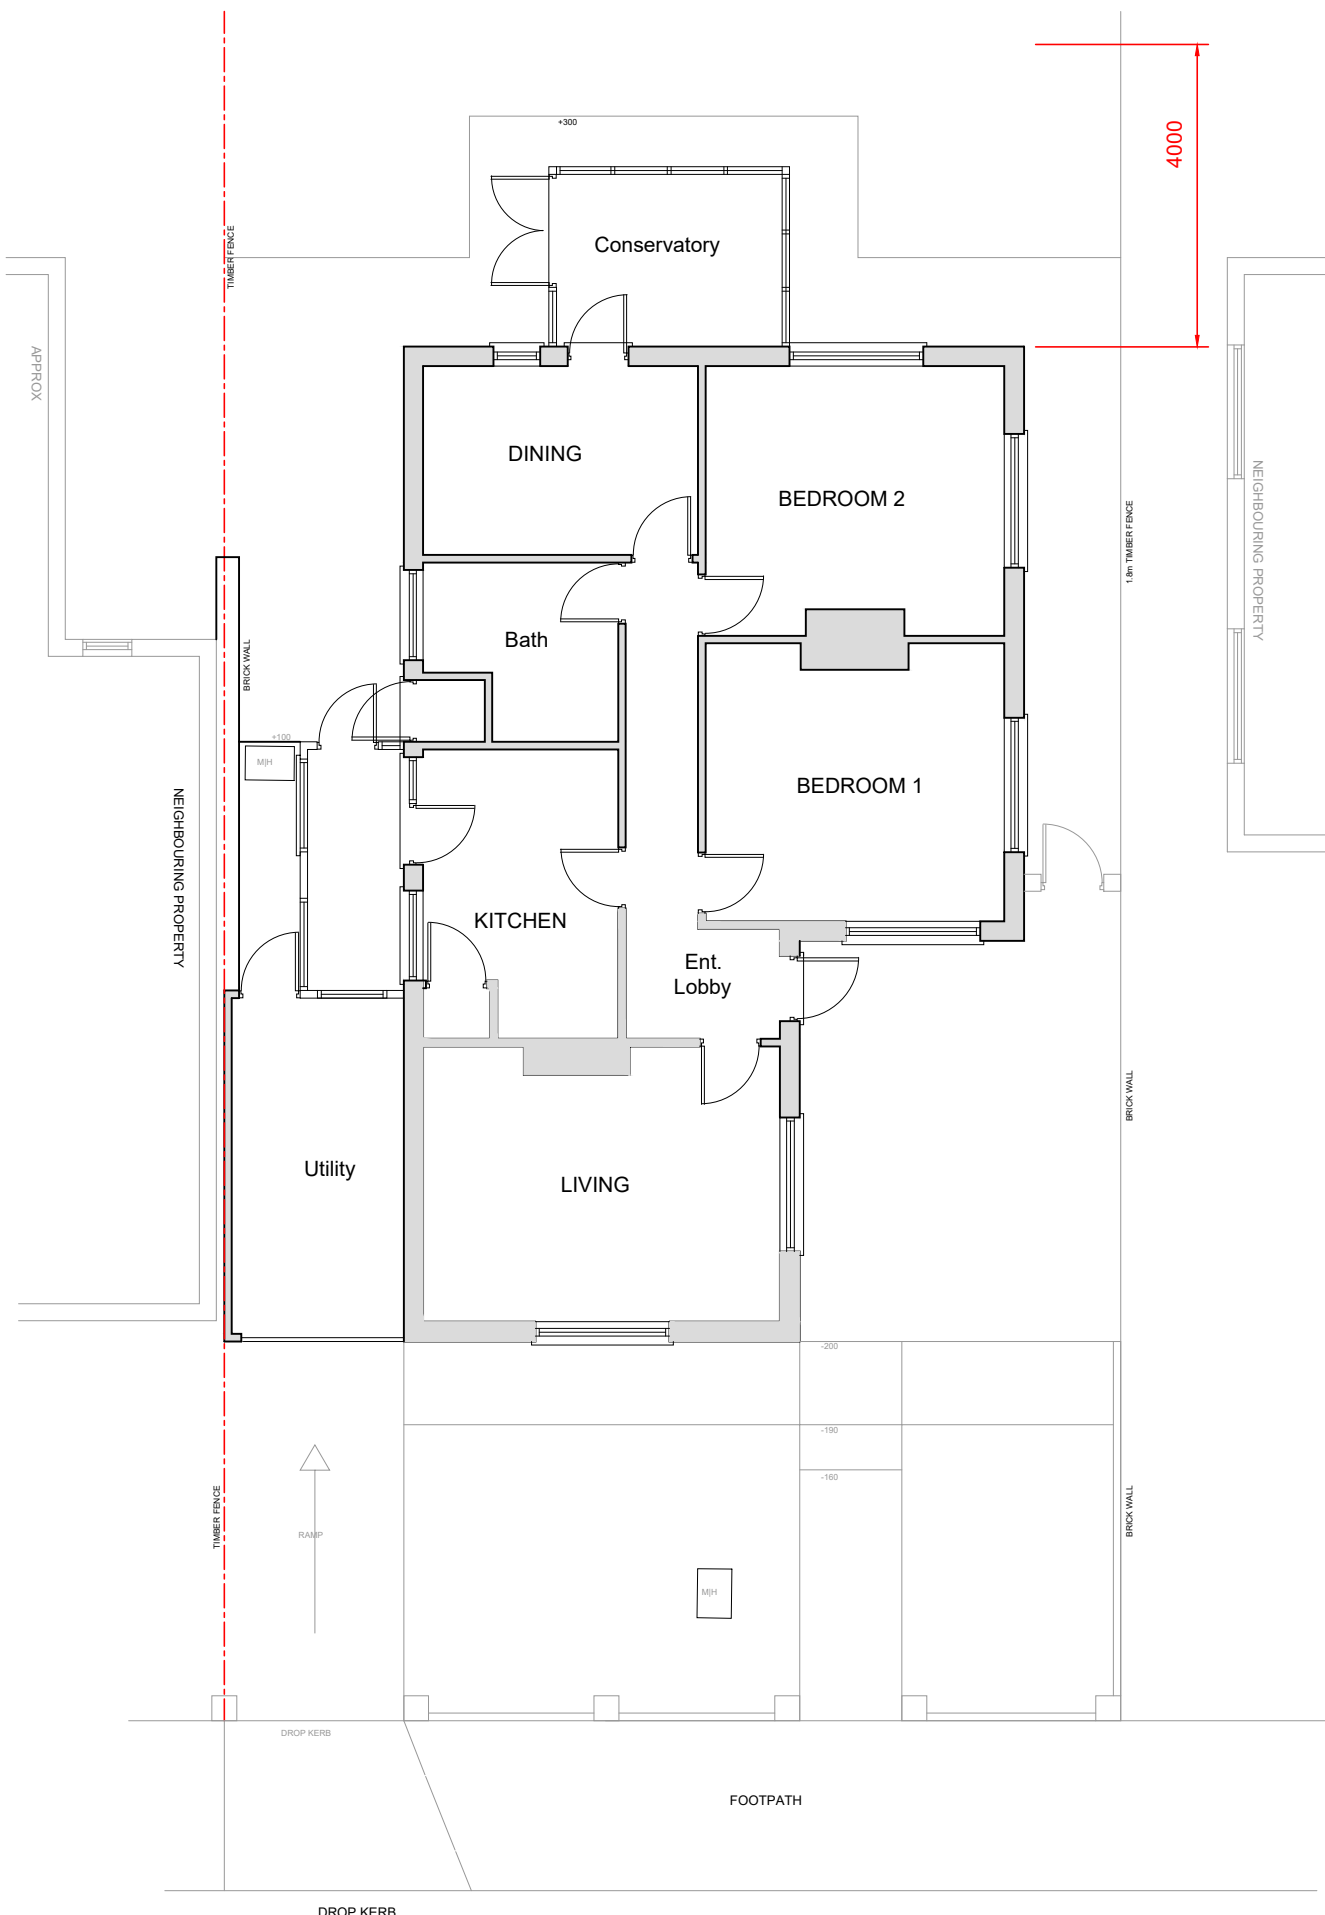 4000
+300
Conservatory
TIMBER FENCE
APPROX
DINING
BEDROOM 2
NEIGHBOURING PROPERTY
1.8m TIMBER FENCE
Bath
BRICK WALL
+100
M|H
BEDROOM 1
NEIGHBOURING PROPERTY
KITCHEN
Ent.
Lobby
BRICK WALL
Utility
LIVING
-200
-190
-160
TIMBER FENCE
BRICK WALL
RAMP
M|H
DROP KERB
FOOTPATH
DROP KERB